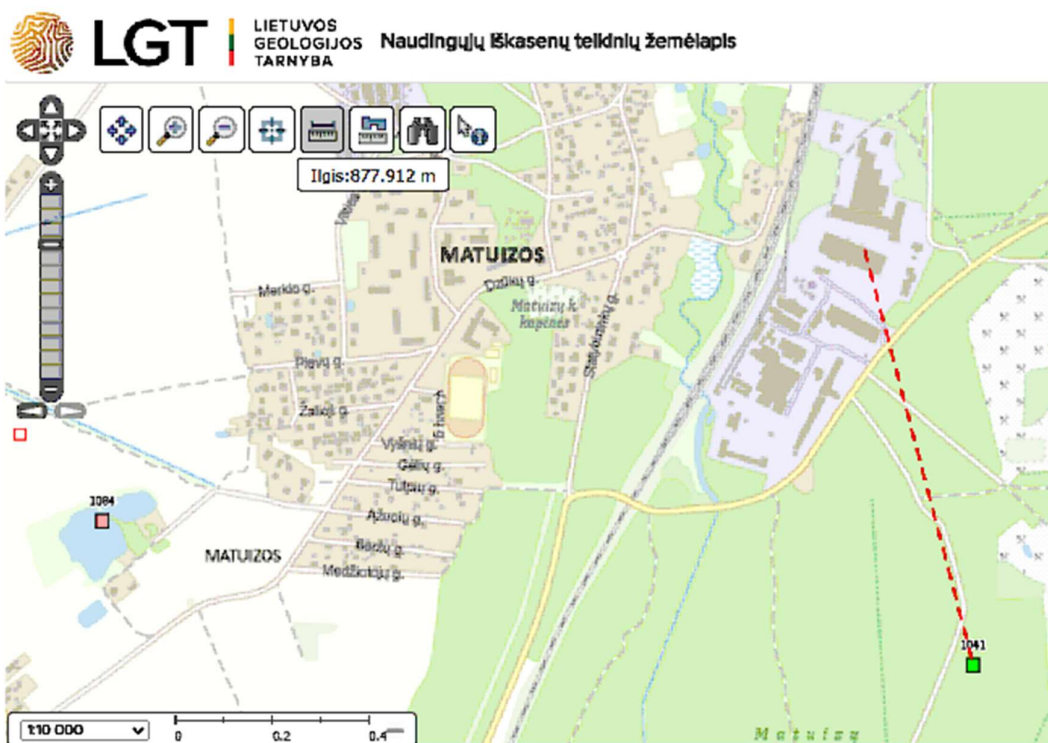 LGT
LIETUVOS
GEOLOGIJOS
TARNYBA
Naudingųjų iškasenų telkinių žemėlapis
Ilgis:877.912 m
MATUIZOS
Dzūkų g.
Merkio g.
Matuizų k.
kapinės
Pievų g.
Žalioji g.
Vyšnių g.
Gėlių g.
Tulpių g.
1084
Ąžuolų g.
Beržų g.
MATUIZOS
Medžiotojų g.
1041
1:10 000
0
0.2
0.4
Matuizų